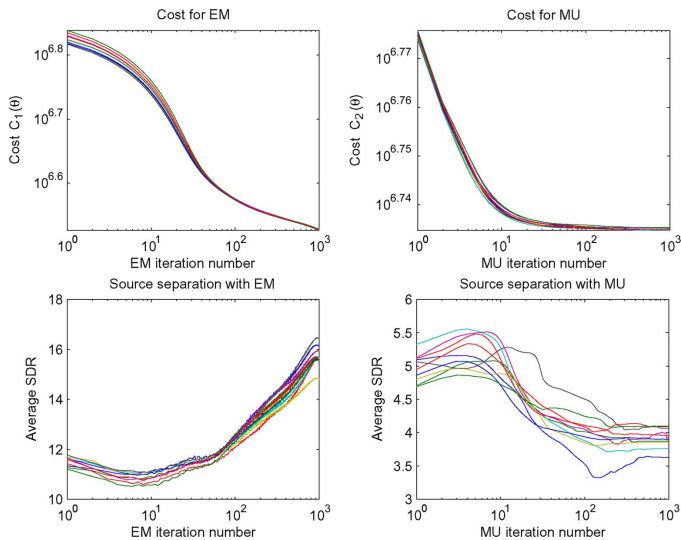 Cost for EM
Cost C₁(θ)
10^6.8
10^6.7
10^6.6
10^0 10^1 10^2 10^3
EM iteration number
Cost for MU
Cost C₂(θ)
10^6.77
10^6.76
10^6.75
10^6.74
10^0 10^1 10^2 10^3
MU iteration number
Source separation with EM
Average SDR
18
16
14
12
10
10^0 10^1 10^2 10^3
EM iteration number
Source separation with MU
Average SDR
6
5.5
5
4.5
4
3.5
3
10^0 10^1 10^2 10^3
MU iteration number